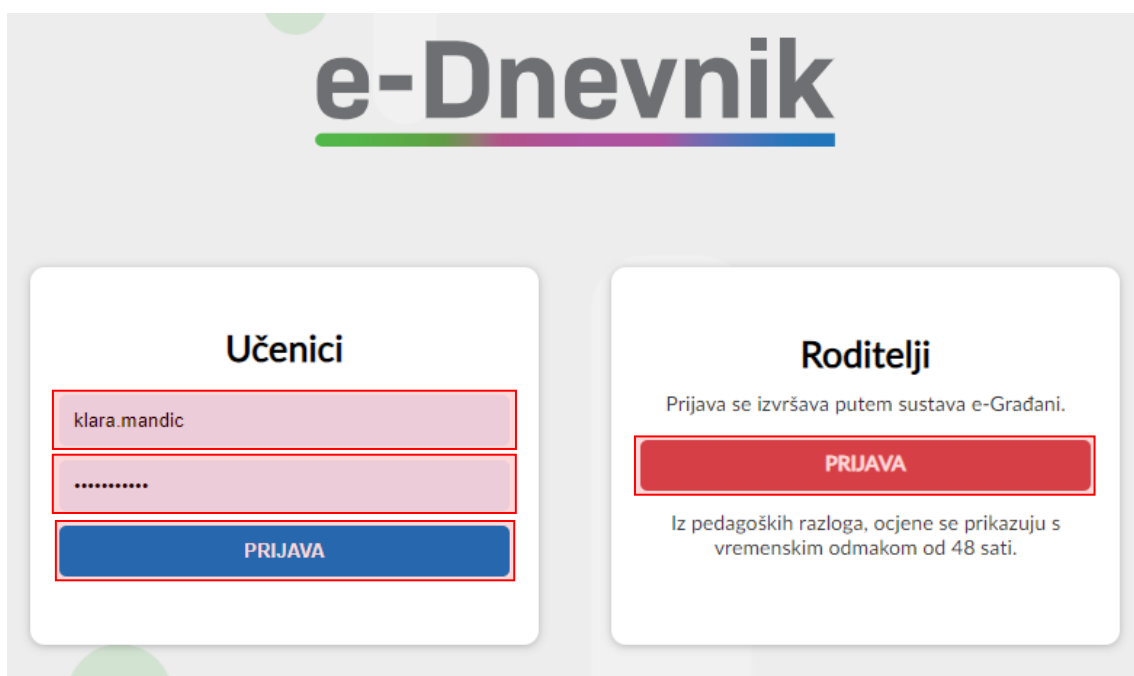 e-Dnevnik
Učenici
klara.mandic
•••••••••••
PRIJAVA
Roditelji
Prijava se izvršava putem sustava e-Građani.
PRIJAVA
Iz pedagoških razloga, ocjene se prikazuju s
vremenskim odmakom od 48 sati.